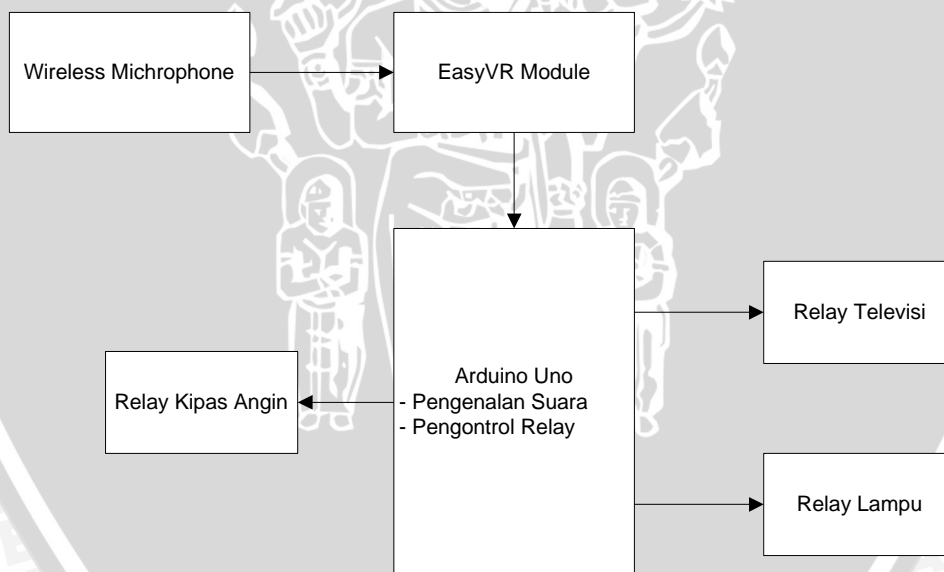 Wireless Michrophone
EasyVR Module
Relay Televisi
Arduino Uno
- Pengenalan Suara
- Pengontrol Relay
Relay Kipas Angin
Relay Lampu